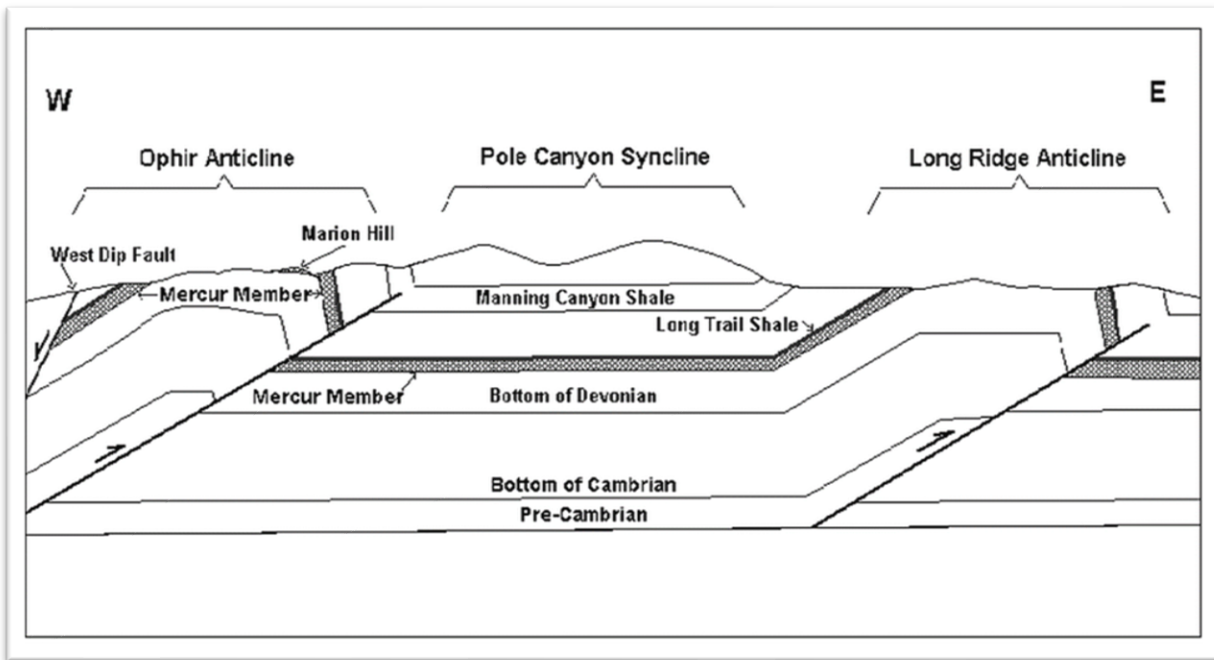 W
E
Ophir Anticline
Pole Canyon Syncline
Long Ridge Anticline
Marion Hill
West Dip Fault
Mercur Member
Manning Canyon Shale
Long Trail Shale
Mercur Member
Bottom of Devonian
Bottom of Cambrian
Pre-Cambrian